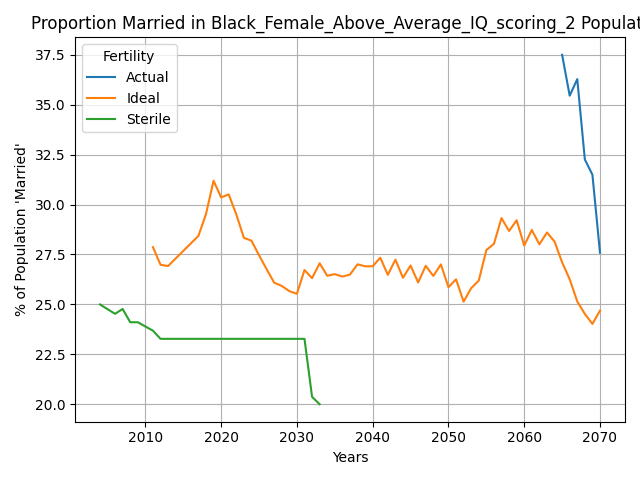 Proportion Married in Black_Female_Above_Average_IQ_scoring_2 Populat
Fertility
Actual
Ideal
Sterile
% of Population 'Married'
37.5
35.0
32.5
30.0
27.5
25.0
22.5
20.0
2010 2020 2030 2040 2050 2060 2070
Years